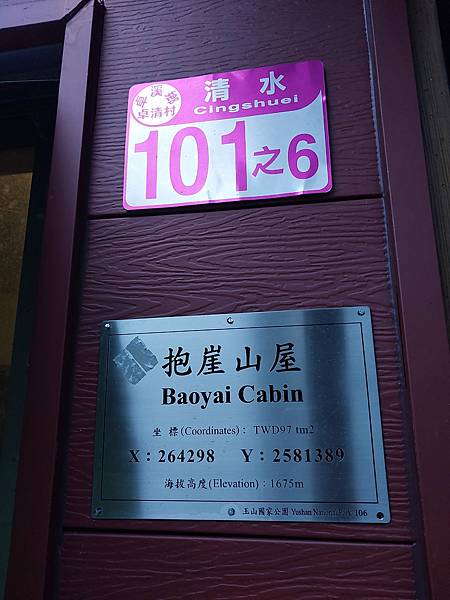 卓溪鄉
卓清村
清水
Cingshuei
101之6
抱崖山屋
Baoyai Cabin
坐 標(Coordinates)： TWD97 tm2
X：264298 Y：2581389
海拔高度(Elevation)：1675m
玉山國家公園 Yushan National Park 106